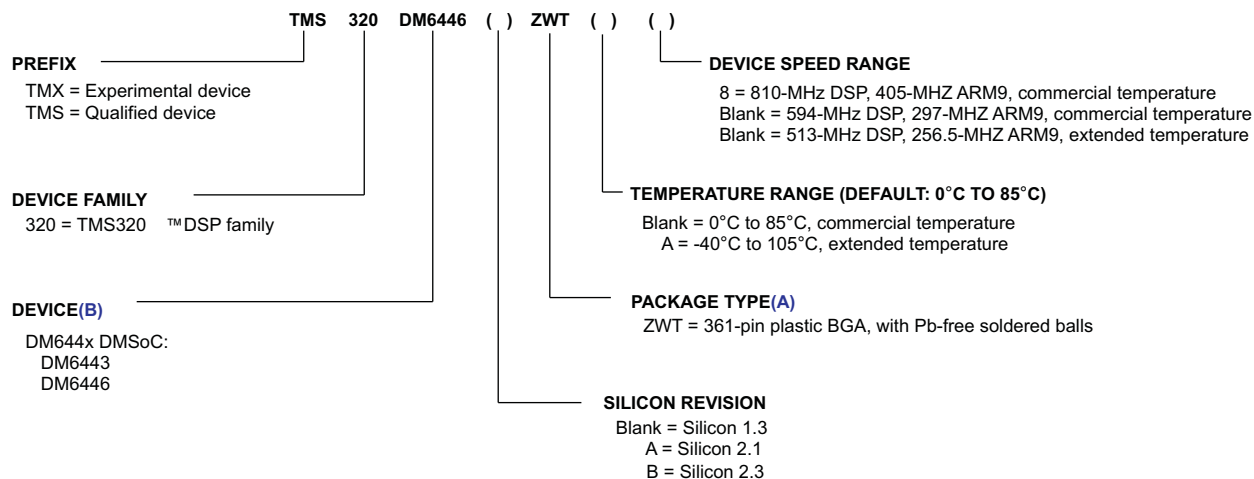 TMS 320 DM6446 ( ) ZWT ( ) ( )
PREFIX
TMX = Experimental device
TMS = Qualified device
DEVICE SPEED RANGE
8 = 810-MHz DSP, 405-MHZ ARM9, commercial temperature
Blank = 594-MHz DSP, 297-MHZ ARM9, commercial temperature
Blank = 513-MHz DSP, 256.5-MHZ ARM9, extended temperature
DEVICE FAMILY
320 = TMS320 ™DSP family
TEMPERATURE RANGE (DEFAULT: 0°C TO 85°C)
Blank = 0°C to 85°C, commercial temperature
A = -40°C to 105°C, extended temperature
DEVICE(B)
DM644x DMSoC:
DM6443
DM6446
PACKAGE TYPE(A)
ZWT = 361-pin plastic BGA, with Pb-free soldered balls
SILICON REVISION
Blank = Silicon 1.3
A = Silicon 2.1
B = Silicon 2.3